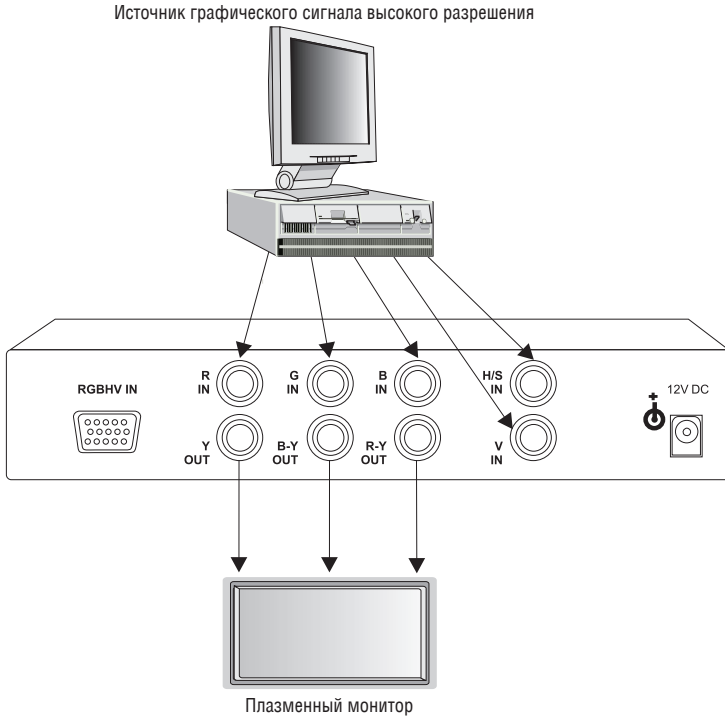 Источник графического сигнала высокого разрешения
RGBHV IN
R
IN
G
IN
B
IN
H/S
IN
+
12V DC
Y
OUT
B-Y
OUT
R-Y
OUT
V
IN
Плазменный монитор